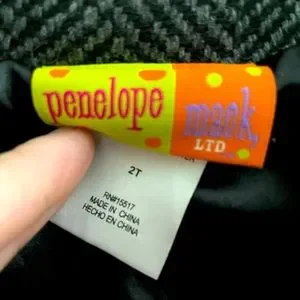 penelope
mack,
LTD
2T
RN#15517
MADE IN CHINA
HECHO EN CHINA